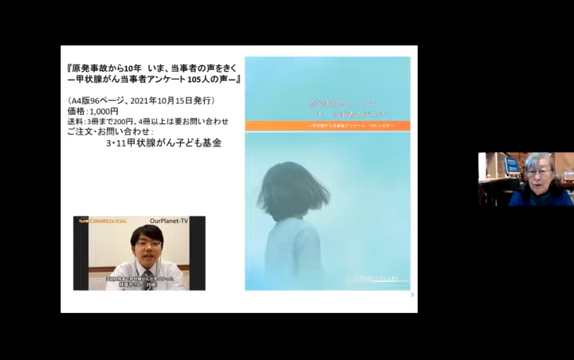 『原発事故から10年　いま、当事者の声をきく
―甲状腺がん当事者アンケート 105人の声―』
（A4版96ページ、2021年10月15日発行）
価格：1,000円
送料：3冊まで200円、4冊以上は要お問い合わせ
ご注文・お問い合わせ：
3・11甲状腺がん子ども基金
OurPlanet-TV